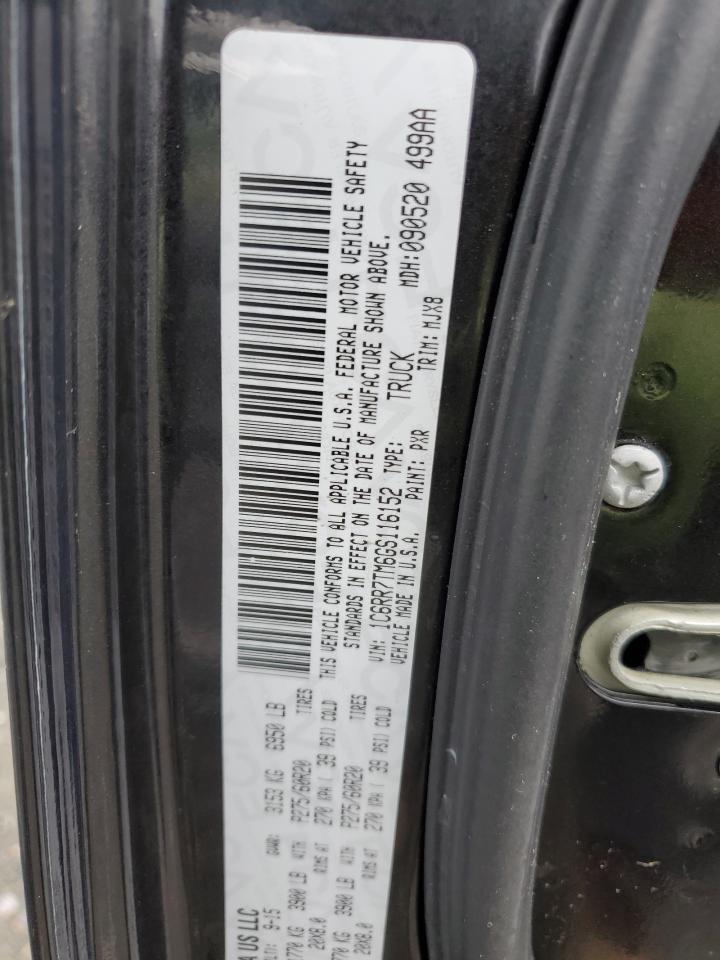 A US LLC
9-15 GVWR: 3153 KG 6950 LB
1770 KG 3900 LB WITH P275/60R20 TIRES
20X8.0 RIMS AT 270 KPA ( 39 PSI) COLD
770 KG 3900 LB WITH P275/60R20 TIRES
20X8.0 RIMS AT 270 KPA ( 39 PSI) COLD
THIS VEHICLE CONFORMS TO ALL APPLICABLE U.S.A. FEDERAL MOTOR VEHICLE SAFETY
STANDARDS IN EFFECT ON THE DATE OF MANUFACTURE SHOWN ABOVE.
VIN: 1C6RR7TM6GS116152 TYPE: TRUCK MDH:090520 499AA
VEHICLE MADE IN U.S.A. PAINT: PXR TRIM: MJX8